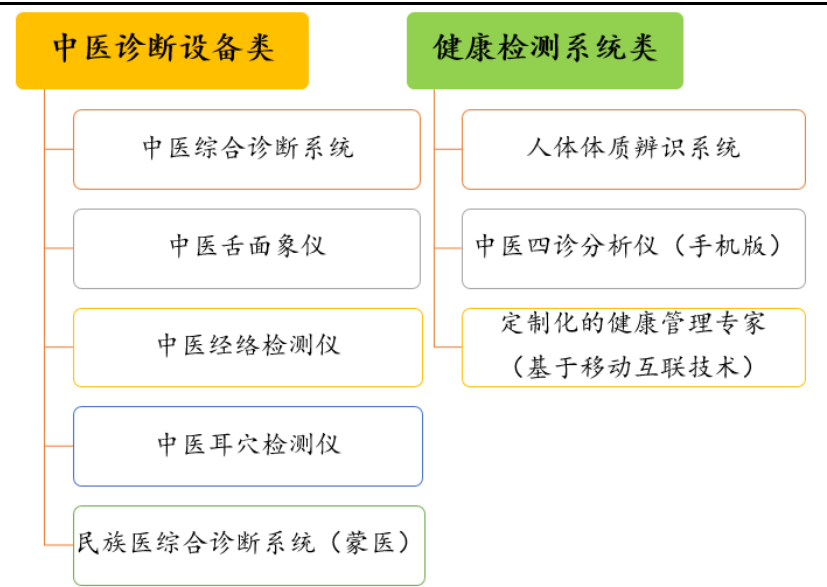 中医诊断设备类
中医综合诊断系统
中医舌面象仪
中医经络检测仪
中医耳穴检测仪
民族医综合诊断系统（蒙医）
健康检测系统类
人体体质辨识系统
中医四诊分析仪（手机版）
定制化的健康管理专家
（基于移动互联技术）